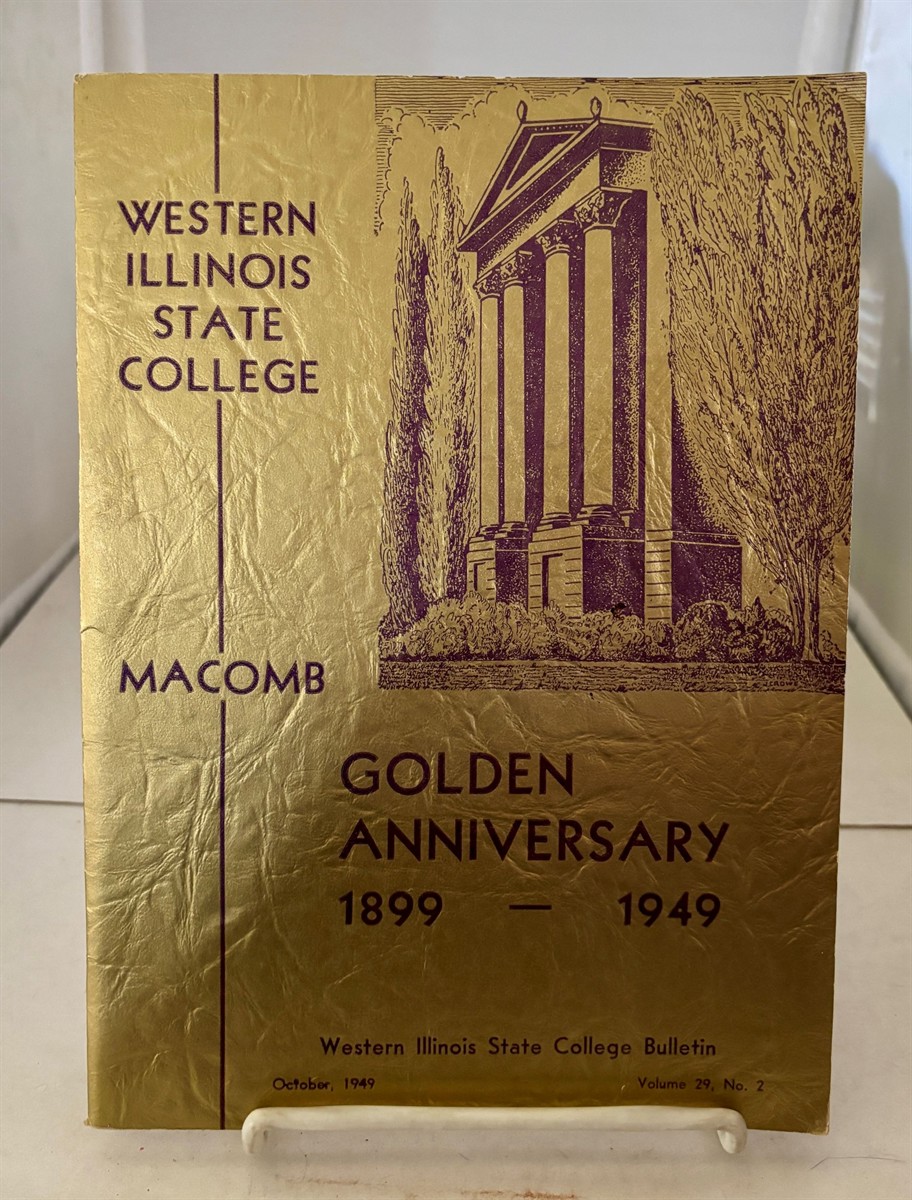 WESTERN
ILLINOIS
STATE
COLLEGE
MACOMB
GOLDEN
ANNIVERSARY
1899 — 1949
Western Illinois State College Bulletin
October, 1949 Volume 29, No. 2